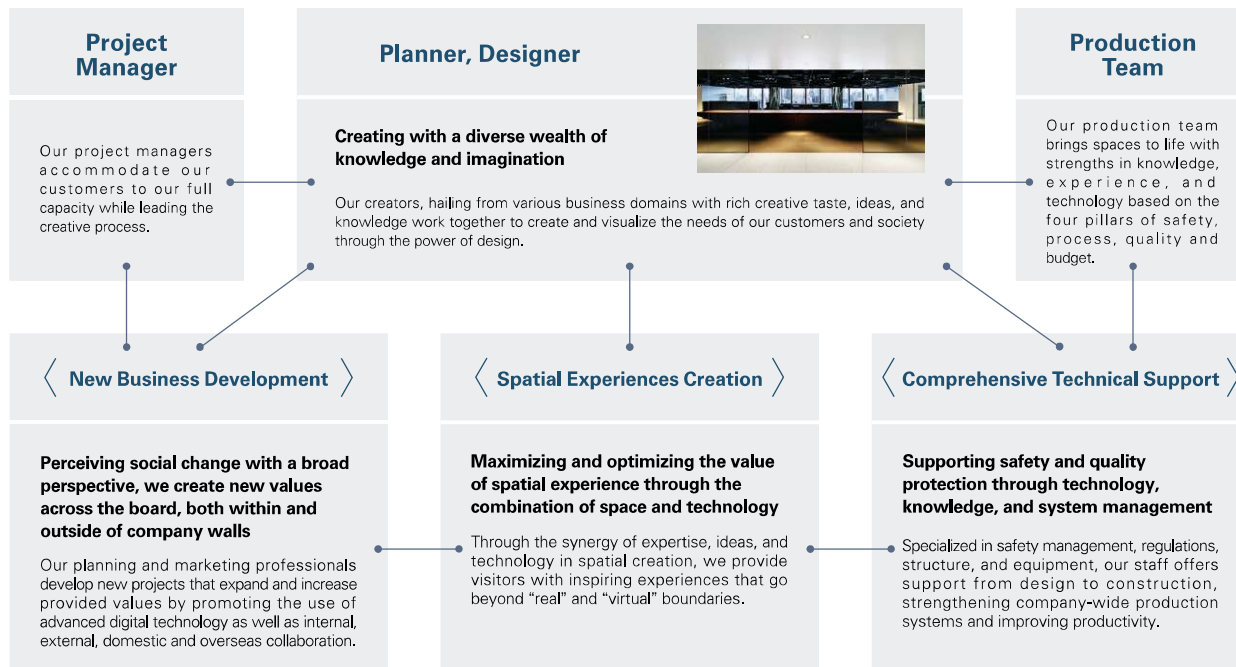 Project
Manager
Our project managers
accommodate our
customers to our full
capacity while leading the
creative process.
Planner, Designer
Creating with a diverse wealth of
knowledge and imagination
Our creators, hailing from various business domains with rich creative taste, ideas, and
knowledge work together to create and visualize the needs of our customers and society
through the power of design.
Production
Team
Our production team
brings spaces to life with
strengths in knowledge,
experience, and
technology based on the
four pillars of safety,
process, quality and
budget.
〈 New Business Development 〉
Perceiving social change with a broad
perspective, we create new values
across the board, both within and
outside of company walls
Our planning and marketing professionals
develop new projects that expand and increase
provided values by promoting the use of
advanced digital technology as well as internal,
external, domestic and overseas collaboration.
〈 Spatial Experiences Creation 〉
Maximizing and optimizing the value
of spatial experience through the
combination of space and technology
Through the synergy of expertise, ideas, and
technology in spatial creation, we provide
visitors with inspiring experiences that go
beyond “real” and “virtual” boundaries.
〈 Comprehensive Technical Support 〉
Supporting safety and quality
protection through technology,
knowledge, and system management
Specialized in safety management, regulations,
structure, and equipment, our staff offers
support from design to construction,
strengthening company-wide production
systems and improving productivity.